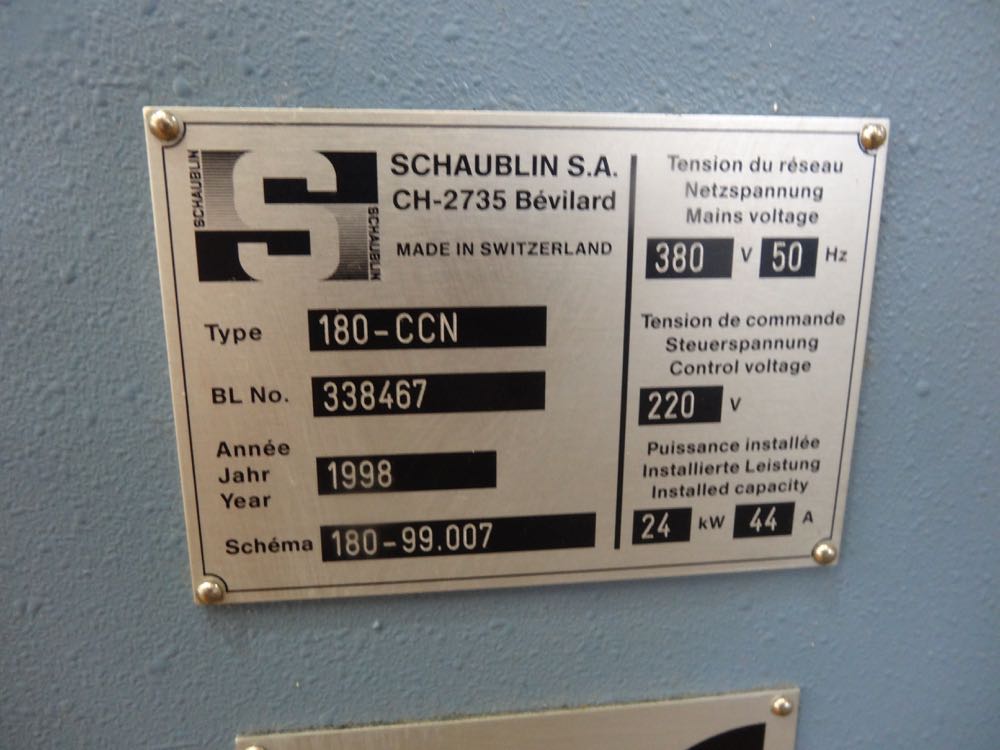 SCHAUBLIN
S
SCHAUBLIN
SCHAUBLIN S.A.
CH-2735 Bévilard
MADE IN SWITZERLAND
Type 180-CCN
BL No. 338467
Année
Jahr
Year
1998
Schéma 180-99.007
Tension du réseau
Netzspannung
Mains voltage
380 V 50 Hz
Tension de commande
Steuerspannung
Control voltage
220 V
Puissance installée
Installierte Leistung
Installed capacity
24 kW 44 A